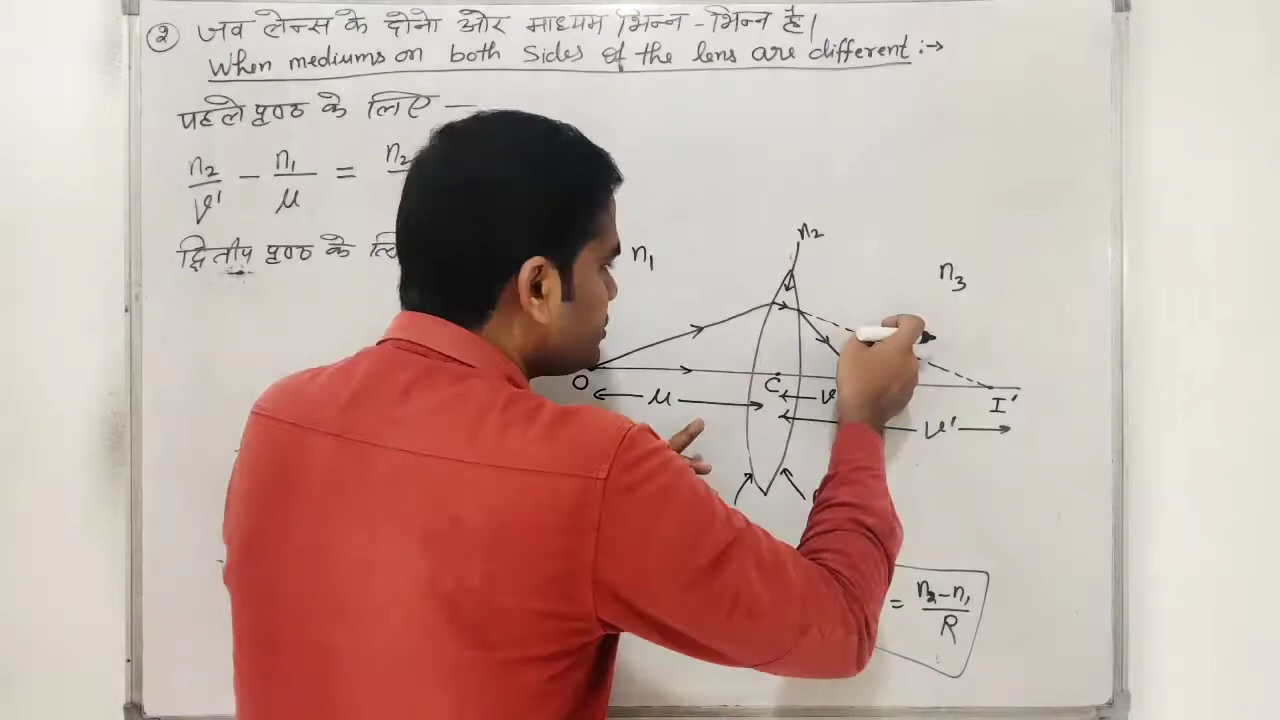 ② जब लेन्स के दोनो ओर माध्यम भिन्न - भिन्न है।
When mediums on both sides of the lens are different :→
पहले पृष्ठ के लिए —
n₂/v' - n₁/u = n₂
द्वितीय पृष्ठ के
n₁
n₂
n₃
O
C
I'
u
v
v'
= n₂-n₁/R